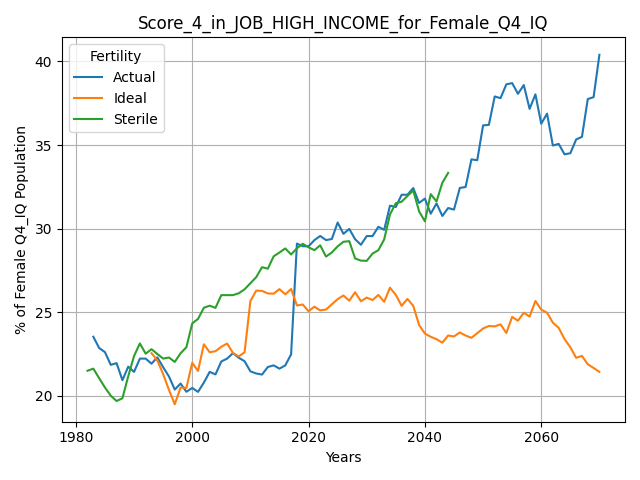 Score_4_in_JOB_HIGH_INCOME_for_Female_Q4_IQ
Fertility
Actual
Ideal
Sterile
% of Female Q4_IQ Population
40
35
30
25
20
1980
2000
2020
2040
2060
Years